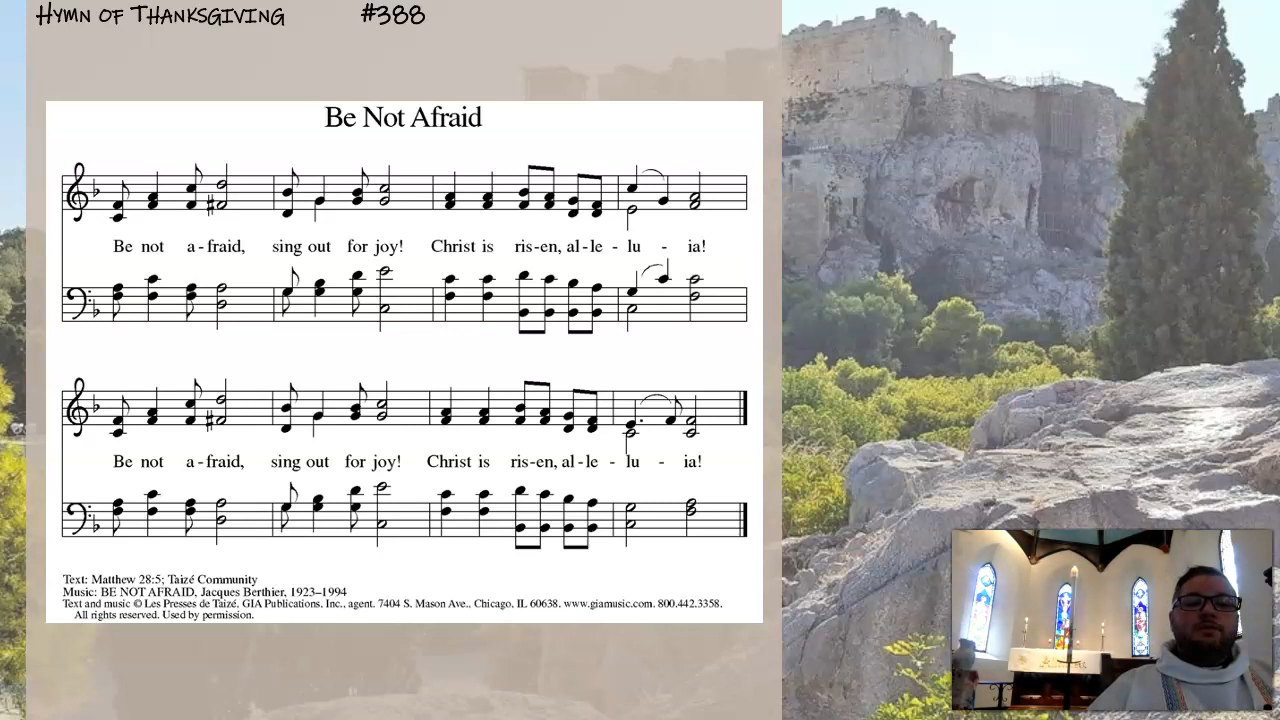 Hymn of Thanksgiving #388
Be Not Afraid
Be not a - fraid, sing out for joy! Christ is ris - en, al - le - lu - ia!
Be not a - fraid, sing out for joy! Christ is ris - en, al - le - lu - ia!
Text: Matthew 28:5; Taizé Community
Music: BE NOT AFRAID, Jacques Berthier, 1923–1994
Text and music © Les Presses de Taizé, GIA Publications, Inc., agent. 7404 S. Mason Ave., Chicago, IL 60638. www.giamusic.com. 800.442.3358.
All rights reserved. Used by permission.